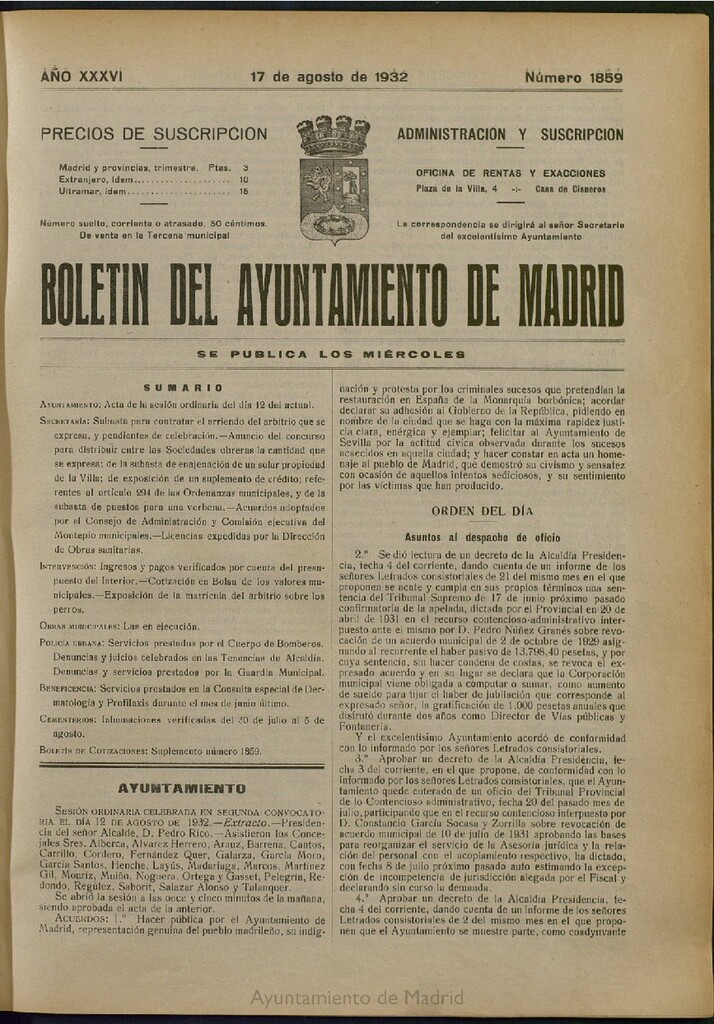 AÑO XXXVI 17 de agosto de 1932 Número 1859
PRECIOS DE SUSCRIPCION
Madrid y provincias, trimestre. Ptas. 3
Extranjero, idem.................... 10
Ultramar, idem...................... 15
Número suelto, corriente o atrasado, 50 céntimos.
De venta en la Tercena municipal
ADMINISTRACION Y SUSCRIPCION
OFICINA DE RENTAS Y EXACCIONES
Plaza de la Villa, 4 -:- Casa de Cisneros
La correspondencia se dirigirá al señor Secretario
del excelentísimo Ayuntamiento
BOLETIN DEL AYUNTAMIENTO DE MADRID
SE PUBLICA LOS MIÉRCOLES
SUMARIO
AYUNTAMIENTO: Acta de la sesión ordinaria del día 12 del actual.
SECRETARÍA: Subasta para contratar el arriendo del arbitrio que se
expresa, y pendientes de celebración.—Anuncio del concurso
para distribuir entre las Sociedades obreras la cantidad que
se expresa; de la subasta de enajenación de un solar propiedad
de la Villa; de exposición de un suplemento de crédito; refe-
rentes al artículo 294 de las Ordenanzas municipales, y de la
subasta de puestos para una verbena.—Acuerdos adoptados
por el Consejo de Administración y Comisión ejecutiva del
Montepío municipales.—Licencias expedidas por la Dirección
de Obras sanitarias.
INTERVENCIÓN: Ingresos y pagos verificados por cuenta del presu-
puesto del Interior.—Cotización en Bolsa de los valores mu-
nicipales.—Exposición de la matrícula del arbitrio sobre los
perros.
OBRAS MUNICIPALES: Las en ejecución.
POLICÍA URBANA: Servicios prestados por el Cuerpo de Bomberos.
Denuncias y juicios celebrados en las Tenencias de Alcaldía.
Denuncias y servicios prestados por la Guardia Municipal.
BENEFICENCIA: Servicios prestados en la Consulta especial de Der-
matología y Profilaxis durante el mes de junio último.
CEMENTERIOS: Inhumaciones verificadas del 30 de julio al 5 de
agosto.
BOLETÍN DE COTIZACIONES: Suplemento número 1859.
AYUNTAMIENTO
SESIÓN ORDINARIA CELEBRADA EN SEGUNDA CONVOCATO-
RIA EL DÍA 12 DE AGOSTO DE 1932.—Extracto.—Presiden-
cia del señor Alcalde, D. Pedro Rico.—Asistieron los Conce-
jales Sres. Alberca, Alvarez Herrero, Arauz, Barrena, Cantos,
Carrillo, Cordero, Fernández Quer, Galarza, García Moro,
García Santos, Henche, Layús, Madariaga, Marcos, Martínez
Gil, Mouriz, Muiño, Noguera, Ortega y Gasset, Pelegrín, Re-
dondo, Regúlez, Saborit, Salazar Alonso y Talanquer.
Se abrió la sesión a las once y cinco minutos de la mañana,
siendo aprobada el acta de la anterior.
ACUERDOS: 1.º Hacer pública por el Ayuntamiento de
Madrid, representación genuina del pueblo madrileño, su indig-
nación y protesta por los criminales sucesos que pretendían la
restauración en España de la Monarquía borbónica; acordar
declarar su adhesión al Gobierno de la República, pidiendo en
nombre de la ciudad que se haga con la máxima rapidez justi-
cia clara, enérgica y ejemplar; felicitar al Ayuntamiento de
Sevilla por la actitud cívica observada durante los sucesos
acaecidos en aquella ciudad; y hacer constar en acta un home-
naje al pueblo de Madrid, que demostró su civismo y sensatez
con ocasión de aquellos intentos sediciosos, y su sentimiento
por las víctimas que han producido.
ORDEN DEL DÍA
Asuntos al despacho de oficio
2.º Se dió lectura de un decreto de la Alcaldía Presiden-
cia, fecha 4 del corriente, dando cuenta de un informe de los
señores Letrados consistoriales de 21 del mismo mes en el que
proponen se acate y cumpla en sus propios términos una sen-
tencia del Tribunal Supremo de 17 de junio próximo pasado
confirmatoria de la apelada, dictada por el Provincial en 20 de
abril de 1931 en el recurso contencioso-administrativo inter-
puesto ante el mismo por D. Pedro Núñez Granés sobre revo-
cación de un acuerdo municipal de 2 de octubre de 1929 asig-
nando al recurrente el haber pasivo de 13.798,40 pesetas, y por
cuya sentencia, sin hacer condena de costas, se revoca el ex-
presado acuerdo y en su lugar se declara que la Corporación
municipal viene obligada a computar o sumar, como aumento
de sueldo para fijar el haber de jubilación que corresponde al
expresado señor, la gratificación de 1.000 pesetas anuales que
disfrutó durante dos años como Director de Vías públicas y
Fontanería.
Y el excelentísimo Ayuntamiento acordó de conformidad
con lo informado por los señores Letrados consistoriales.
3.º Aprobar un decreto de la Alcaldía Presidencia, fe-
cha 3 del corriente, en el que propone, de conformidad con lo
informado por los señores Letrados consistoriales, que el Ayun-
tamiento quede enterado de un oficio del Tribunal Provincial de
lo Contencioso administrativo, fecha 20 del pasado mes de
julio, participando que en el recurso contencioso interpuesto por
D. Constancio García Socasa y Zorrilla sobre revocación de
acuerdo municipal de 10 de julio de 1931 aprobando las bases
para reorganizar el servicio de la Asesoría jurídica y la rela-
ción de personal con el acoplamiento respectivo, ha dictado,
con fecha 8 de julio próximo pasado auto estimando la excep-
ción de incompetencia de jurisdicción alegada por el Fiscal y
declarando sin curso la demanda.
4.º Aprobar un decreto de la Alcaldía Presidencia, fe-
cha 4 del corriente, dando cuenta de un informe de los señores
Letrados consistoriales de 2 del mismo mes en el que propo-
nen que el Ayuntamiento se muestre parte, como coadyuvante
Ayuntamiento de Madrid